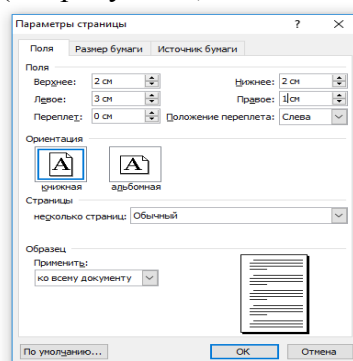 Параметры страницы ? ×
Поля Размер бумаги Источник бумаги
Поля
Верхнее: 2 см Нижнее: 2 см
Левое: 3 см Правое: 1 см
Переплет: 0 см Положение переплета: Слева
Ориентация
книжная альбомная
Страницы
несколько страниц: Обычный
Образец
Применить:
ко всему документу
По умолчанию... ОК Отмена